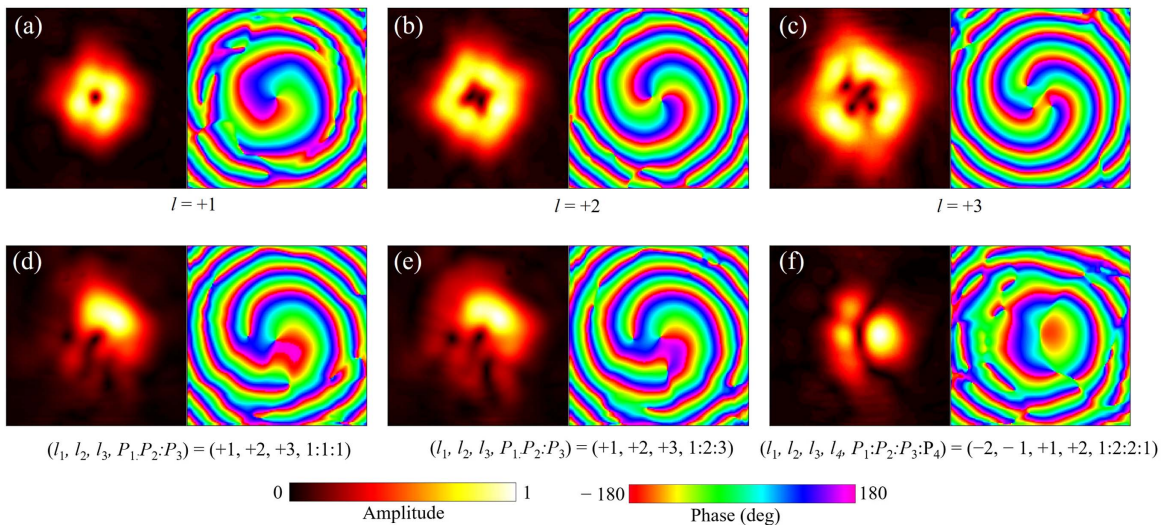 (a) (b) (c)
l = +1 l = +2 l = +3
(d) (e) (f)
(l1, l2, l3, P1:P2:P3) = (+1, +2, +3, 1:1:1) (l1, l2, l3, P1:P2:P3) = (+1, +2, +3, 1:2:3) (l1, l2, l3, l4, P1:P2:P3:P4) = (−2, − 1, +1, +2, 1:2:2:1)
0 1 − 180 180
Amplitude Phase (deg)